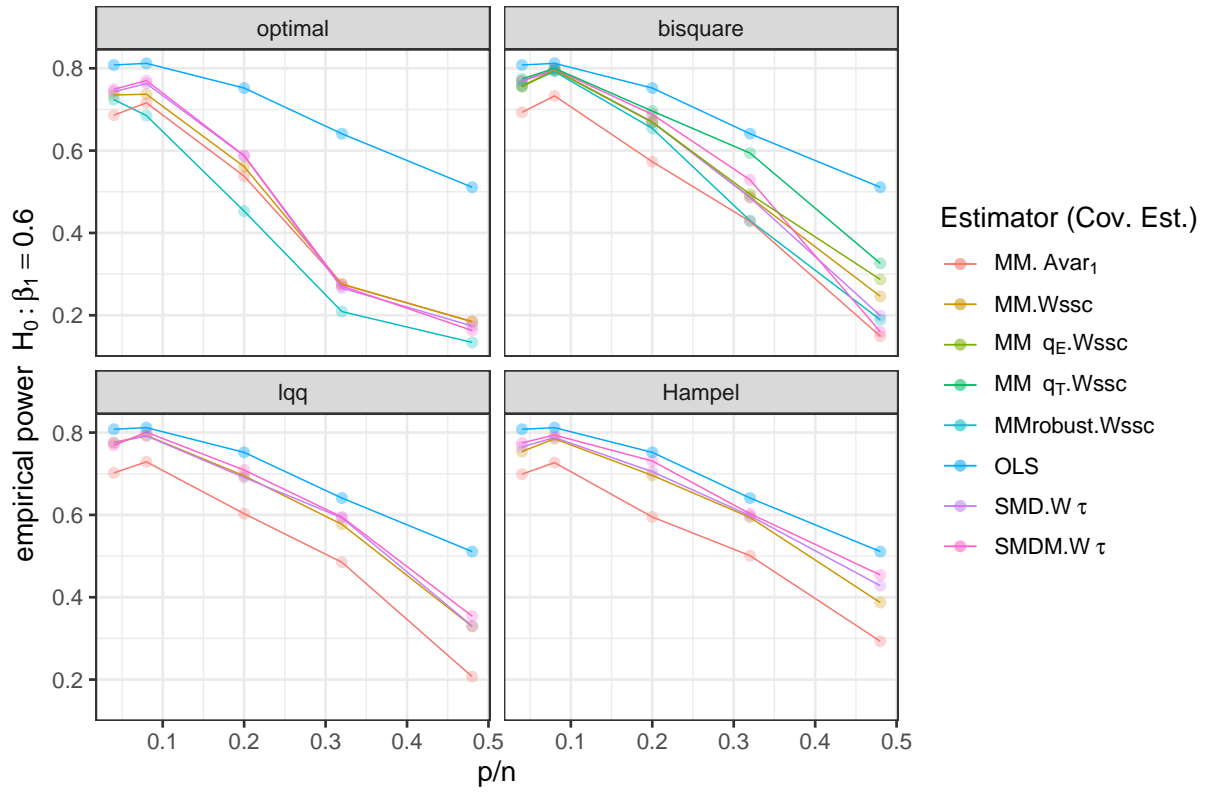 optimal
bisquare
0.8
0.6
0.4
0.2
lqq
Hampel
0.8
0.6
0.4
0.2
0.1 0.2 0.3 0.4 0.5
0.1 0.2 0.3 0.4 0.5
p/n
empirical power H₀ : β₁ = 0.6
Estimator (Cov. Est.)
MM. Avar₁
MM.Wssc
MM q_E.Wssc
MM q_T.Wssc
MMrobust.Wssc
OLS
SMD.W τ
SMDM.W τ